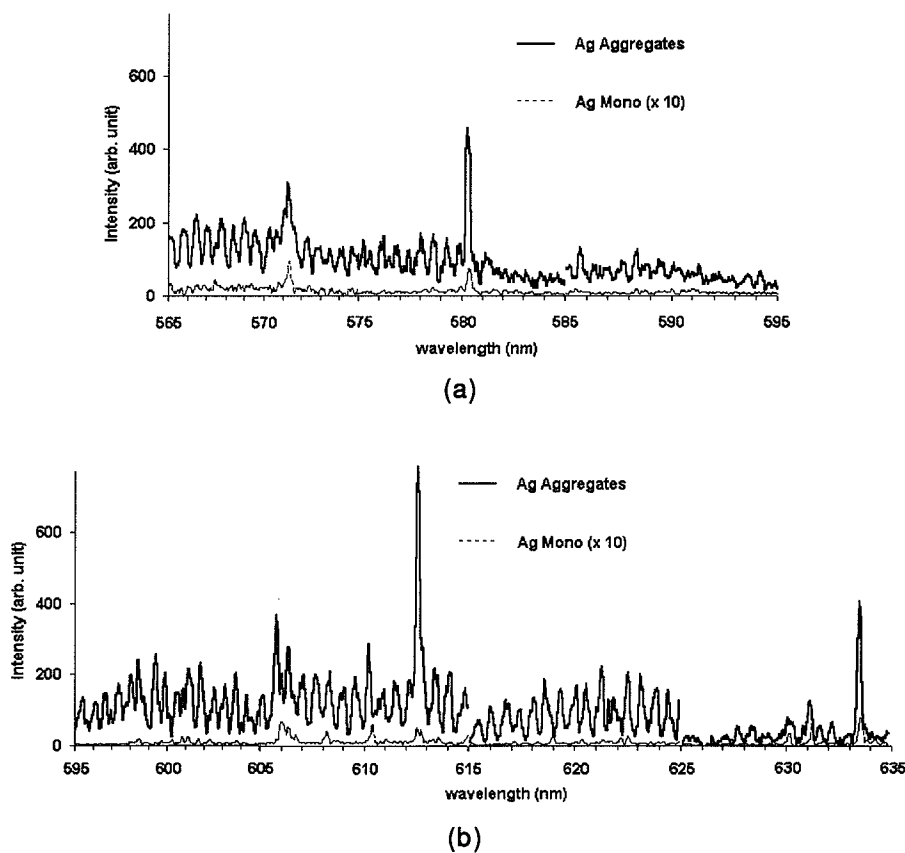 Ag Aggregates
Ag Mono (x 10)
Intensity (arb. unit)
600
400
200
0
565 570 575 580 585 590 595
wavelength (nm)
(a)
Ag Aggregates
Ag Mono (x 10)
Intensity (arb. unit)
600
400
200
0
695 600 605 610 615 620 625 630 635
wavelength (nm)
(b)